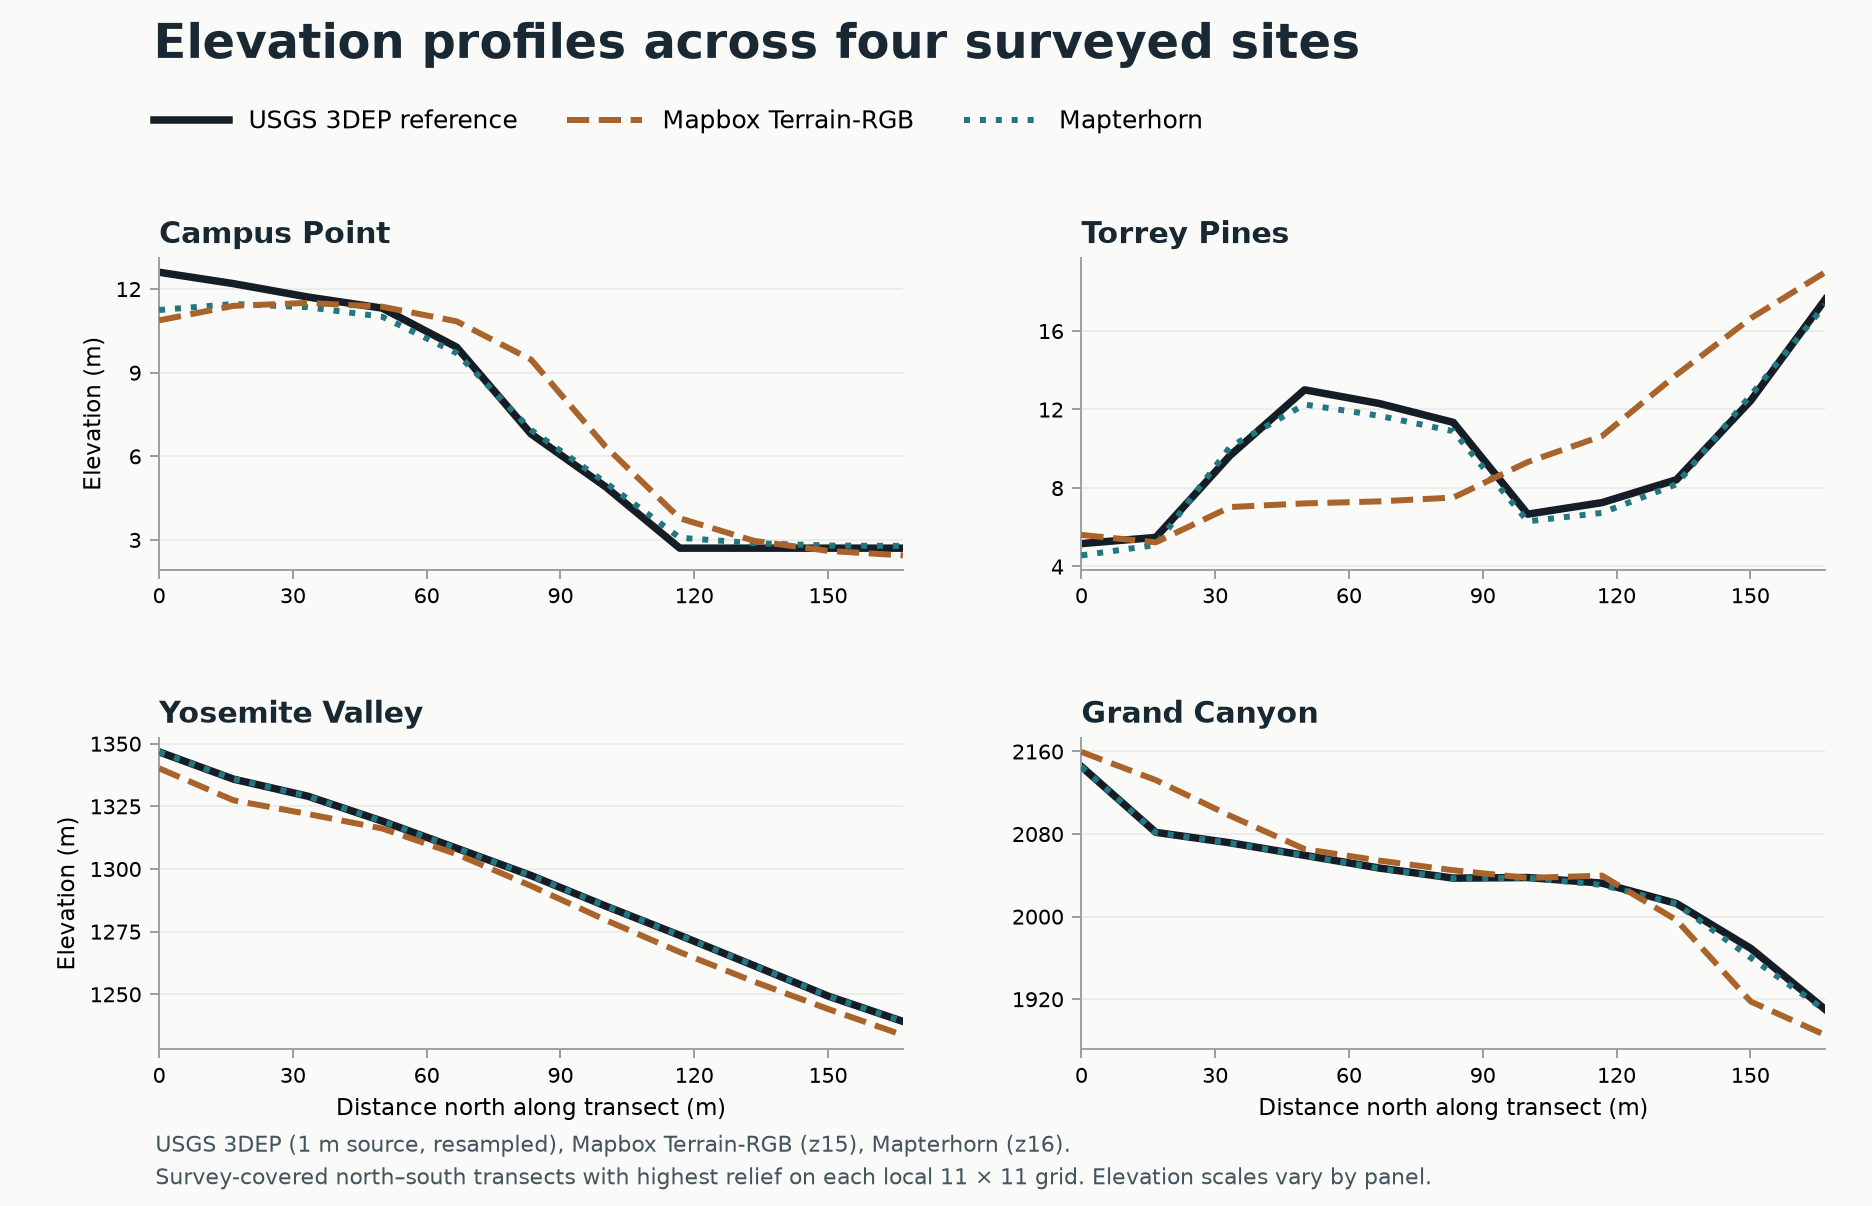 Elevation profiles across four surveyed sites
USGS 3DEP reference
Mapbox Terrain-RGB
Mapterhorn
Campus Point
Elevation (m)
12
9
6
3
0 30 60 90 120 150
Torrey Pines
16
12
8
4
0 30 60 90 120 150
Yosemite Valley
Elevation (m)
1350
1325
1300
1275
1250
0 30 60 90 120 150
Distance north along transect (m)
Grand Canyon
2160
2080
2000
1920
0 30 60 90 120 150
Distance north along transect (m)
USGS 3DEP (1 m source, resampled), Mapbox Terrain-RGB (z15), Mapterhorn (z16).
Survey-covered north–south transects with highest relief on each local 11 × 11 grid. Elevation scales vary by panel.